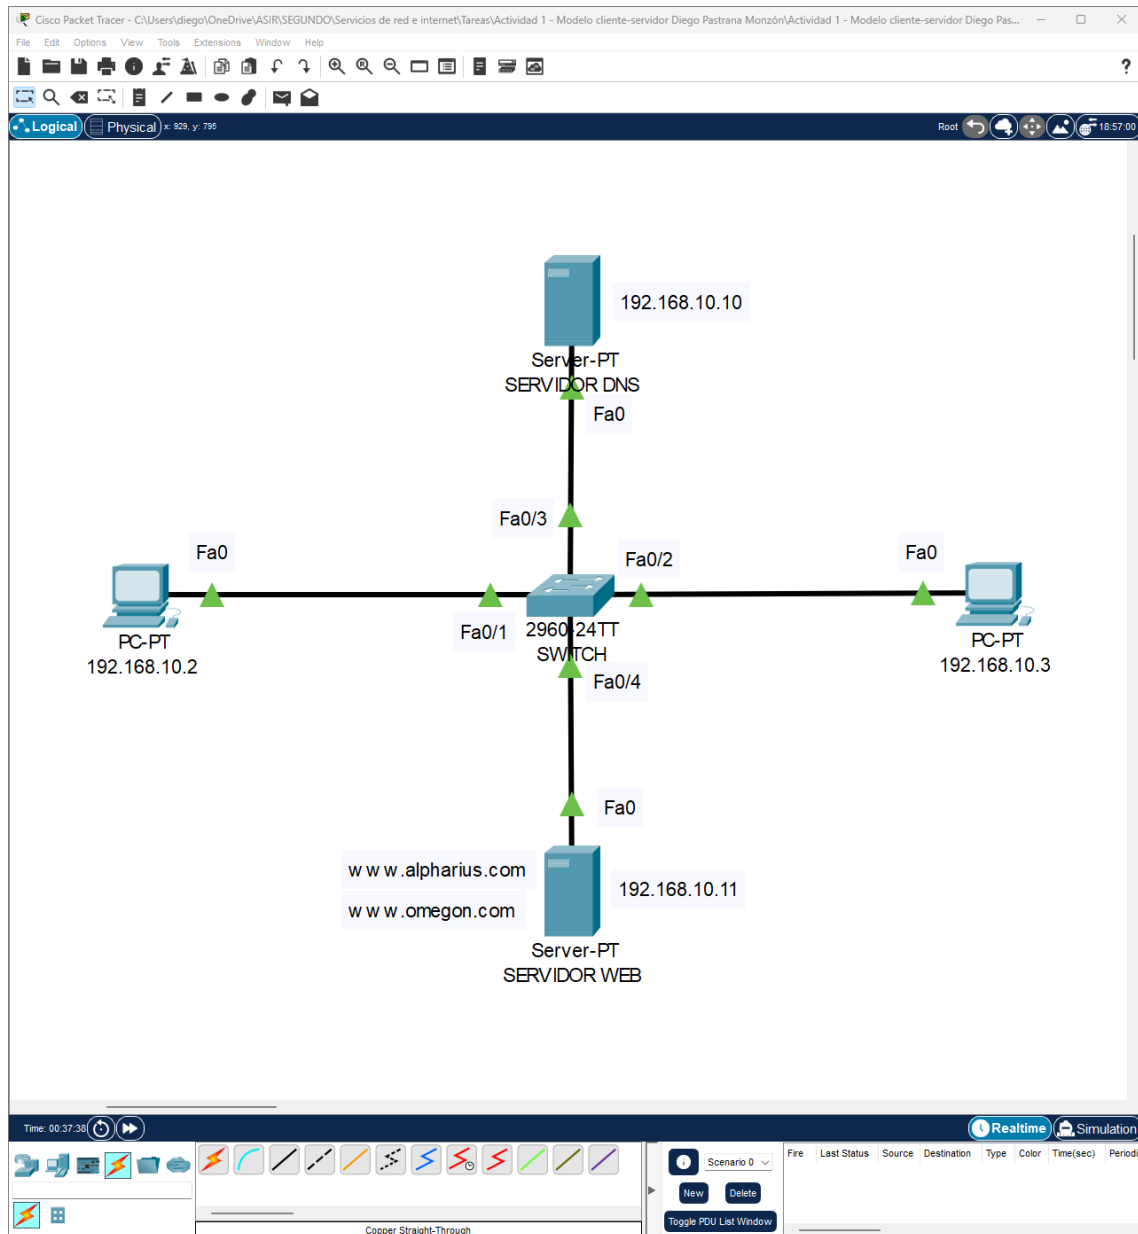 Cisco Packet Tracer - C:\Users\diego\OneDrive\ASIR\SEGUNDO\Servicios de red e internet\Tareas\Actividad 1 - Modelo cliente-servidor Diego Pastrana Monzón\Actividad 1 - Modelo cliente-servidor Diego Pas...
File Edit Options View Tools Extensions Window Help
?
Logical Physical x: 929, y: 795 Root 18:57:00
192.168.10.10
Server-PT
SERVIDOR DNS
Fa0
Fa0/3
Fa0 Fa0/2 Fa0
Fa0/1
PC-PT
192.168.10.2
2960-24TT
SWITCH
PC-PT
192.168.10.3
Fa0/4
Fa0
www.alpharius.com
www.omegon.com
192.168.10.11
Server-PT
SERVIDOR WEB
Time: 00:37:38 Realtime Simulation
Scenario 0
New Delete
Toggle PDU List Window
Fire Last Status Source Destination Type Color Time(sec) Periodi
Copper Straight-Through